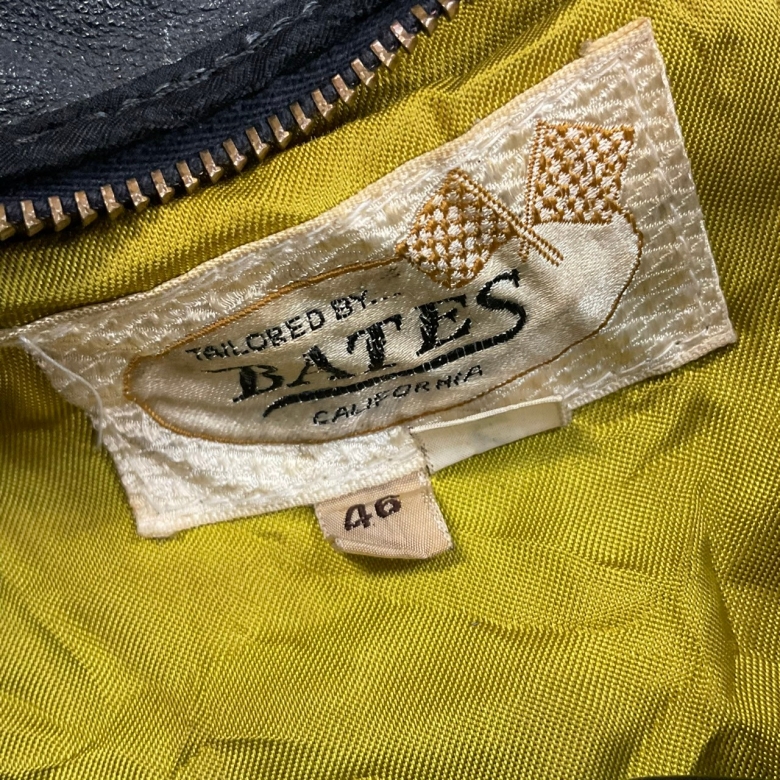 TAILORED BY....
BATES
CALIFORNIA
46